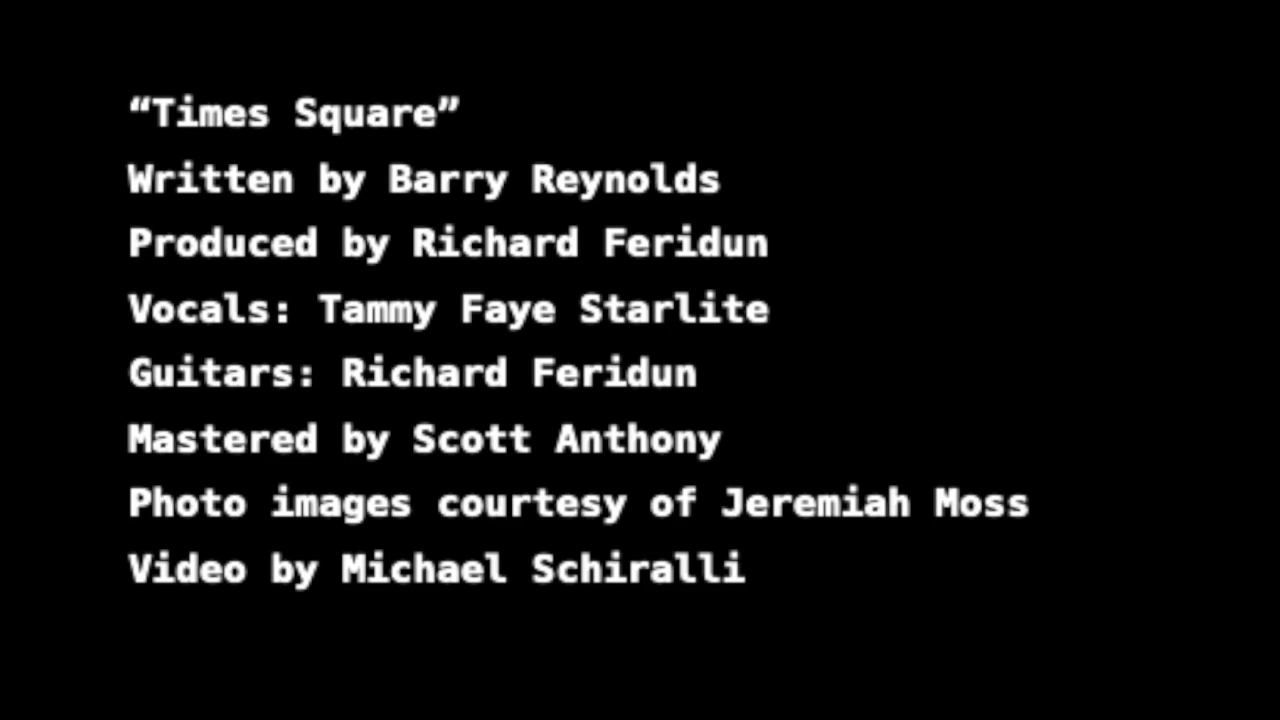 “Times Square”
Written by Barry Reynolds
Produced by Richard Feridun
Vocals: Tammy Faye Starlite
Guitars: Richard Feridun
Mastered by Scott Anthony
Photo images courtesy of Jeremiah Moss
Video by Michael Schiralli